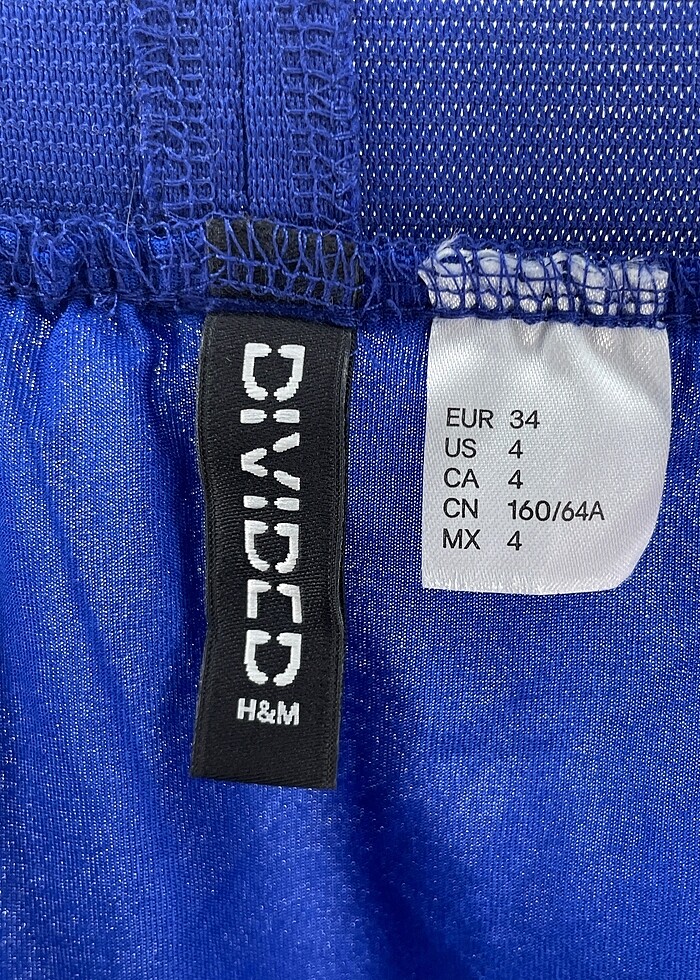 DIVIDED
H&M
EUR 34
US 4
CA 4
CN 160/64A
MX 4